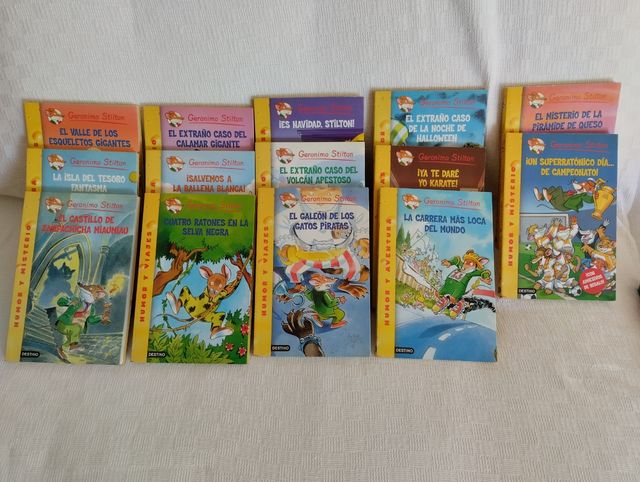 Geronimo Stilton
EL VALLE DE LOS
ESQUELETOS GIGANTES
Geronimo Stilton
EL EXTRAÑO CASO DEL
CALAMAR GIGANTE
Geronimo Stilton
¡ES NAVIDAD, STILTON!
Geronimo Stilton
EL EXTRAÑO CASO
DE LA NOCHE DE
HALLOWEEN
Geronimo Stilton
EL MISTERIO DE LA
PIRÁMIDE DE QUESO
Geronimo Stilton
LA ISLA DEL TESORO
FANTASMA
Geronimo Stilton
¡SALVEMOS A
LA BALLENA BLANCA!
Geronimo Stilton
EL EXTRAÑO CASO DEL
VOLCÁN APESTOSO
Geronimo Stilton
¡YA TE DARÉ
YO KARATE!
Geronimo Stilton
¡UN SUPERRATÓNICO DÍA...
DE CAMPEONATO!
HUMOR Y MISTERIO
DESTINO
Geronimo Stilton
EL CASTILLO DE
ZAMPACHICHA MIAUMIAU
HUMOR Y MISTERIO
DESTINO
Geronimo Stilton
CUATRO RATONES EN LA
SELVA NEGRA
HUMOR Y VIAJES
DESTINO
Geronimo Stilton
EL GALEÓN DE LOS
GATOS PIRATAS
HUMOR Y VIAJES
DESTINO
Geronimo Stilton
LA CARRERA MÁS LOCA
DEL MUNDO
HUMOR Y AVENTURA
DESTINO